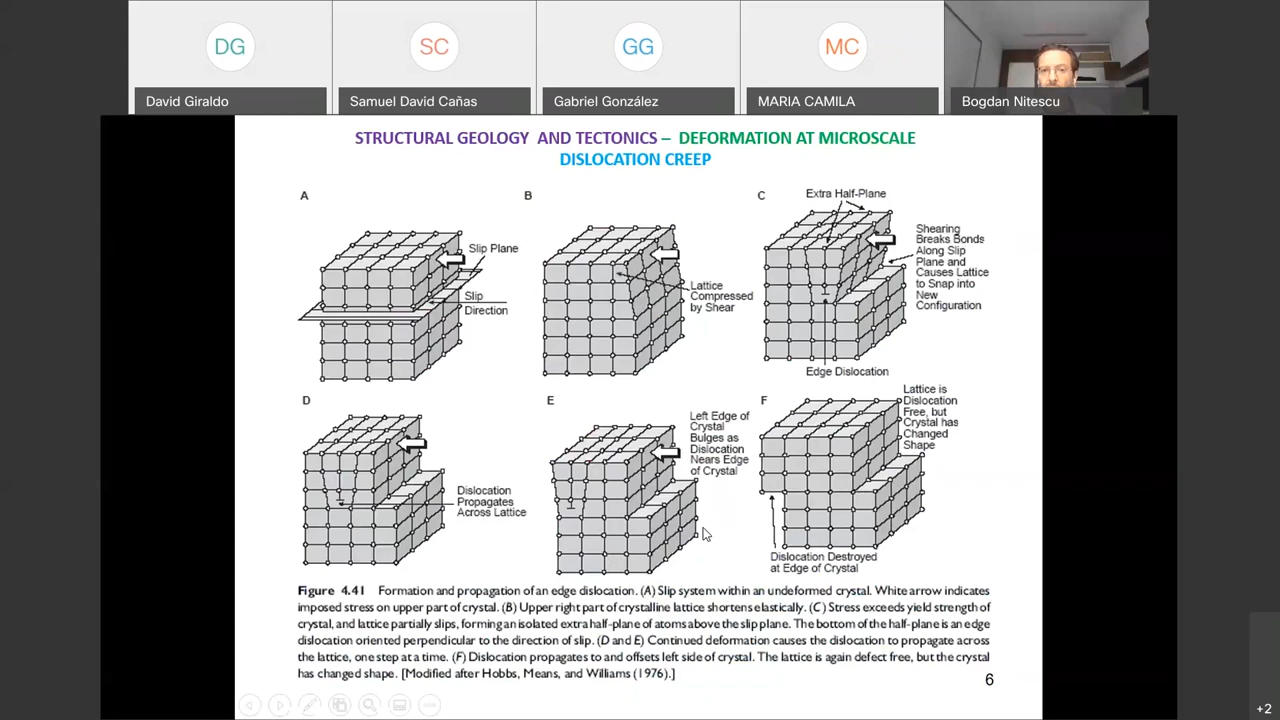 DG
SC
GG
MC
David Giraldo
Samuel David Cañas
Gabriel González
MARIA CAMILA
Bogdan Nitescu
STRUCTURAL GEOLOGY AND TECTONICS – DEFORMATION AT MICROSCALE
DISLOCATION CREEP
A
Slip Plane
Slip
Direction
B
Lattice
Compressed
by Shear
C
Extra Half-Plane
Shearing
Breaks Bonds
Along Slip
Plane and
Causes Lattice
to Snap into
New
Configuration
Edge Dislocation
D
Dislocation
Propagates
Across Lattice
E
Left Edge of
Crystal
Bulges as
Dislocation
Nears Edge
of Crystal
F
Lattice is
Dislocation
Free, but
Crystal has
Changed
Shape
Dislocation Destroyed
at Edge of Crystal
Figure 4.41 Formation and propagation of an edge dislocation. (A) Slip system within an undeformed crystal. White arrow indicates
imposed stress on upper part of crystal. (B) Upper right part of crystalline lattice shortens elastically. (C) Stress exceeds yield strength of
crystal, and lattice partially slips, forming an isolated extra half-plane of atoms above the slip plane. The bottom of the half-plane is an edge
dislocation oriented perpendicular to the direction of slip. (D and E) Continued deformation causes the dislocation to propagate across
the lattice, one step at a time. (F) Dislocation propagates to and offsets left side of crystal. The lattice is again defect free, but the crystal
has changed shape. [Modified after Hobbs, Means, and Williams (1976).]
6
+2